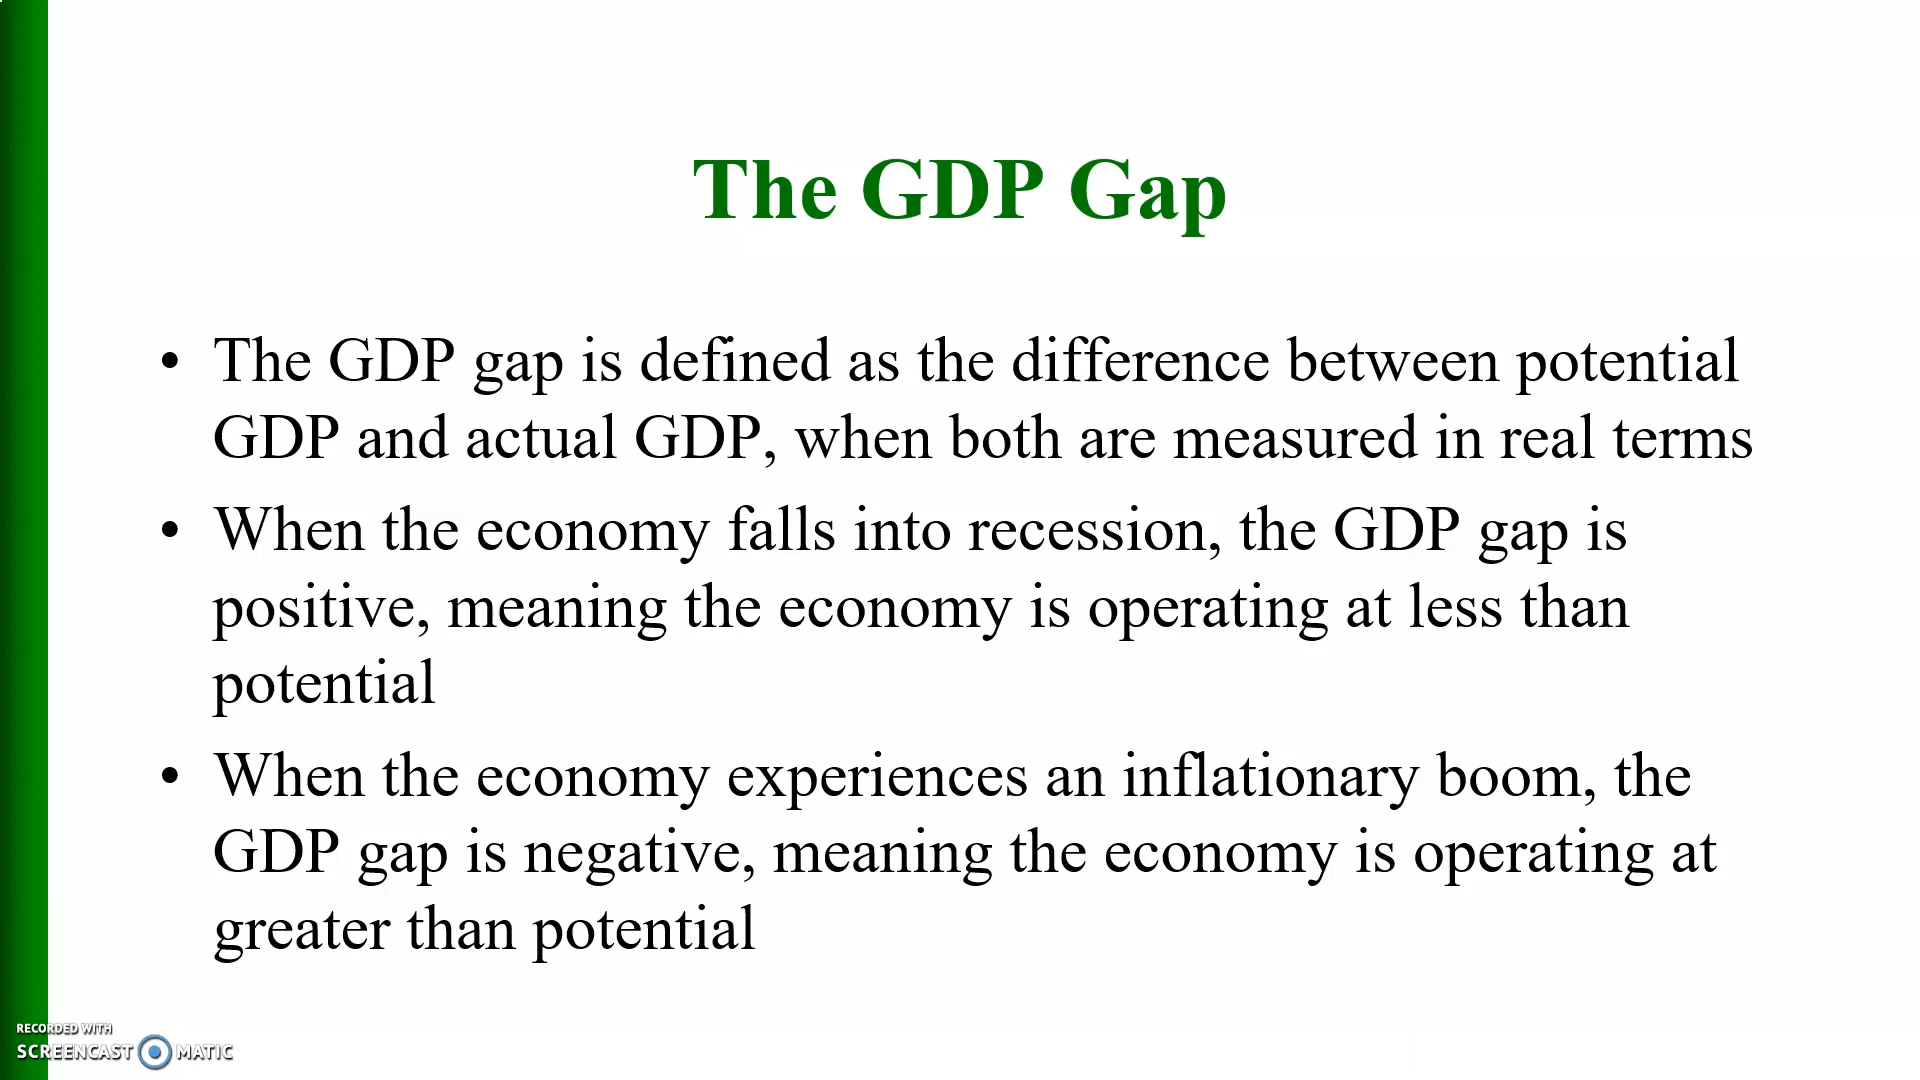 The GDP Gap
• The GDP gap is defined as the difference between potential
GDP and actual GDP, when both are measured in real terms
• When the economy falls into recession, the GDP gap is
positive, meaning the economy is operating at less than
potential
• When the economy experiences an inflationary boom, the
GDP gap is negative, meaning the economy is operating at
greater than potential
RECORDED WITH
SCREENCAST MATIC